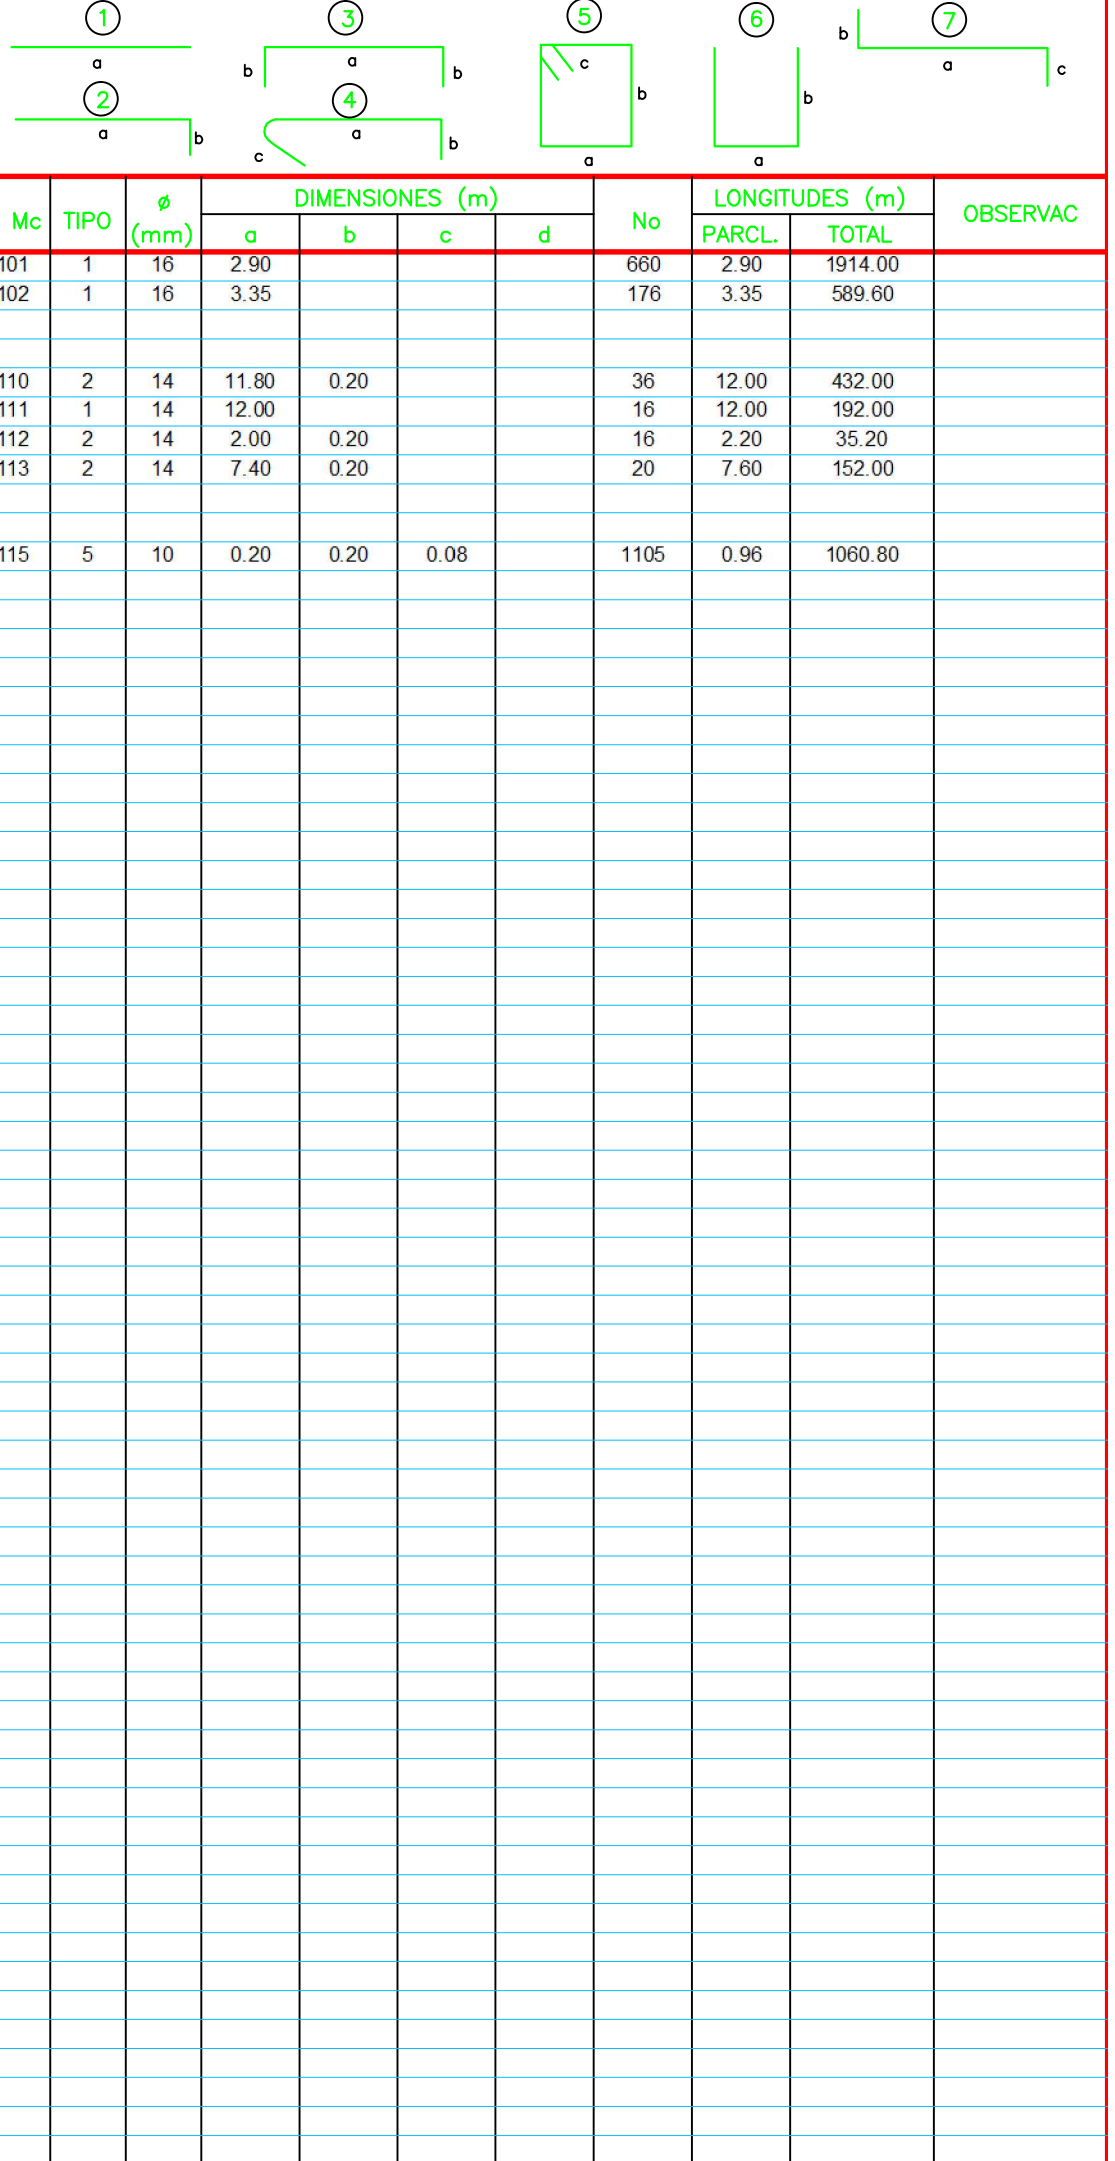 1 3 5 6 7
a
b a b
c
b
a
b
a
c
2 4
a b
a
b
c
a
b
a
Mc TIPO ø (mm) DIMENSIONES (m) No LONGITUDES (m) OBSERVAC
a b c d PARCL. TOTAL
101 1 16 2.90 660 2.90 1914.00
102 1 16 3.35 176 3.35 589.60
110 2 14 11.80 0.20 36 12.00 432.00
111 1 14 12.00 16 12.00 192.00
112 2 14 2.00 0.20 16 2.20 35.20
113 2 14 7.40 0.20 20 7.60 152.00
115 5 10 0.20 0.20 0.08 1105 0.96 1060.80